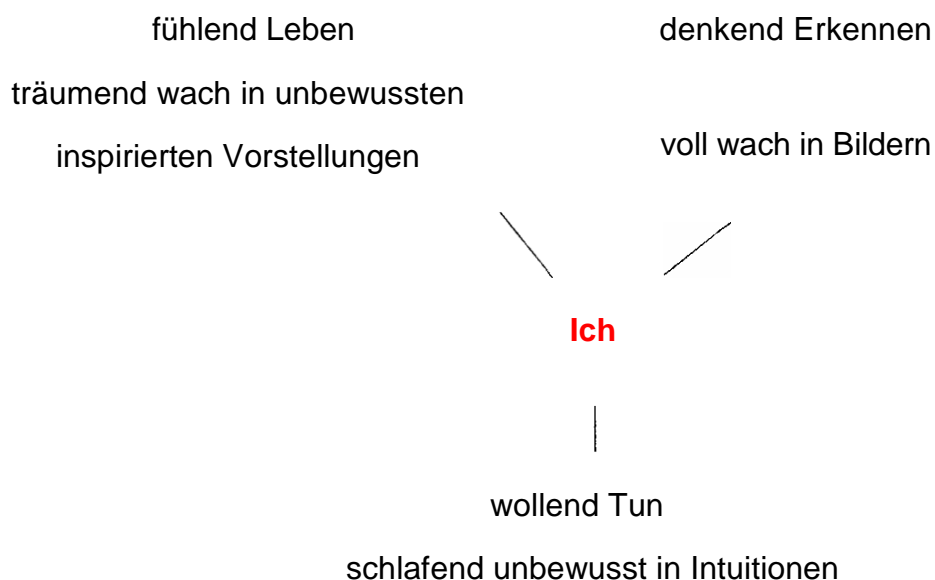 fühlend Leben
träumend wach in unbewussten
inspirierten Vorstellungen
denkend Erkennen
voll wach in Bildern
Ich
wollend Tun
schlafend unbewusst in Intuitionen